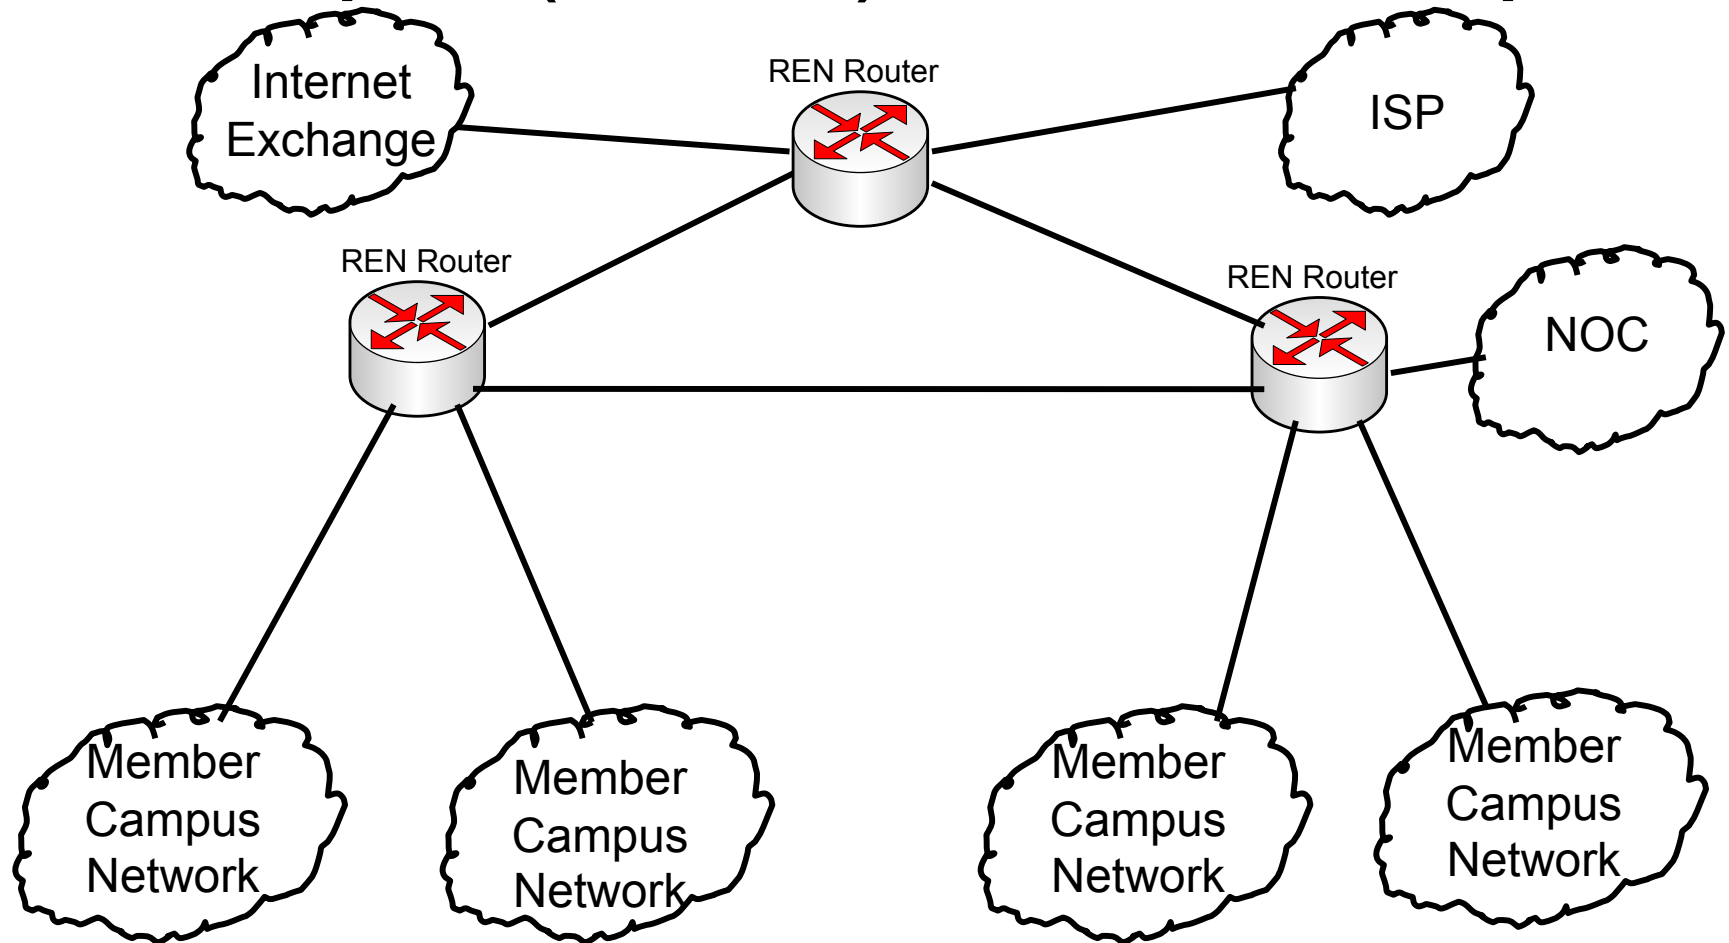 REN Router
Internet
Exchange
ISP
REN Router
REN Router
NOC
Member
Campus
Network
Member
Campus
Network
Member
Campus
Network
Member
Campus
Network